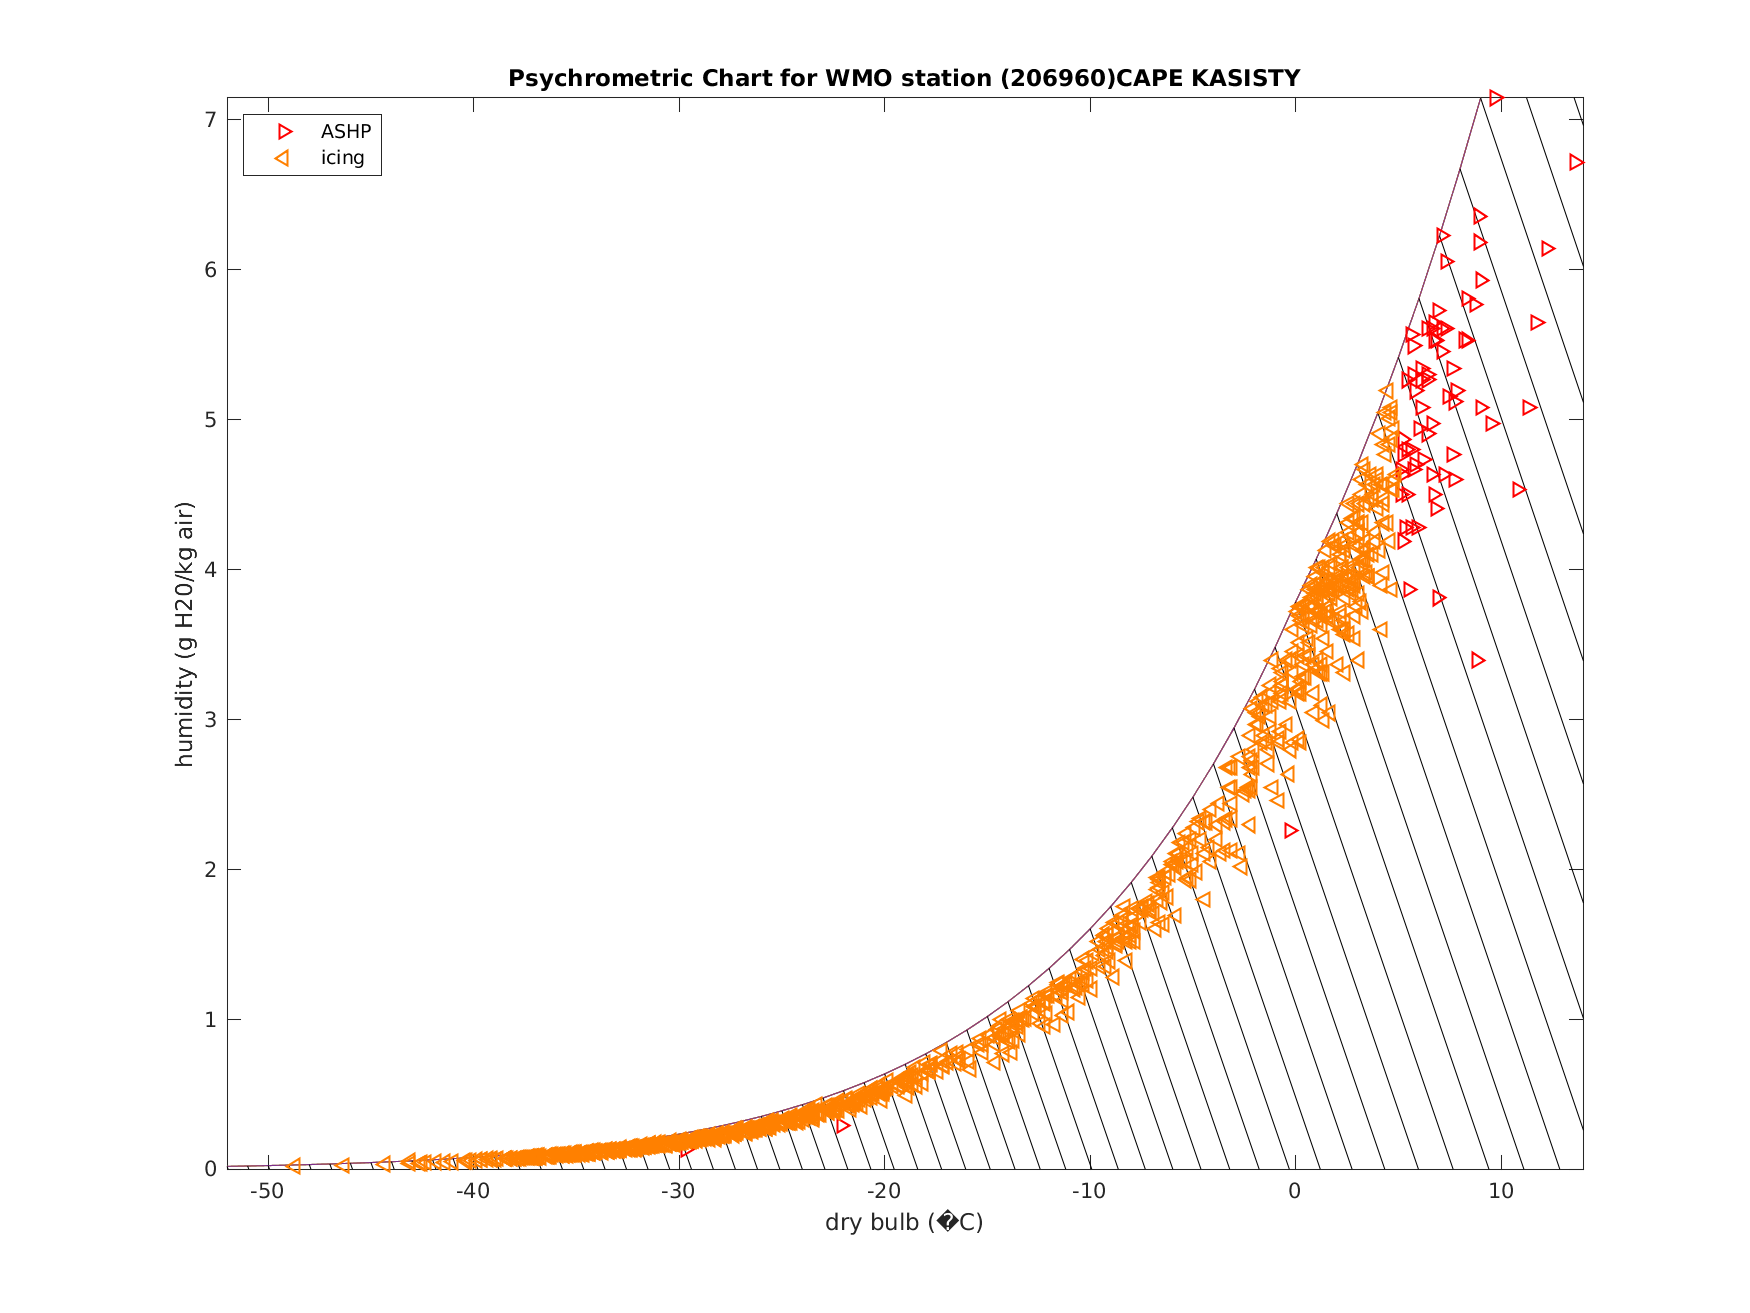 Psychrometric Chart for WMO station (206960)CAPE KASISTY
ASHP
icing
humidity (g H20/kg air)
7
6
5
4
3
2
1
0
-50 -40 -30 -20 -10 0 10
dry bulb (�C)